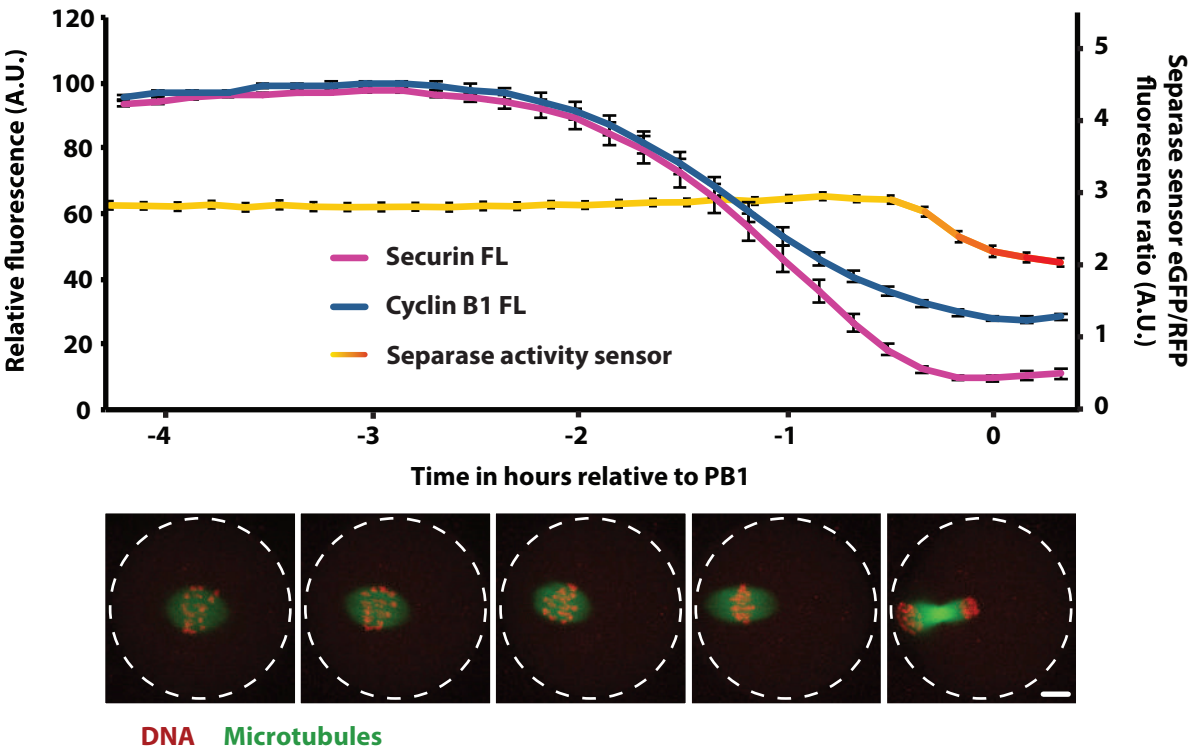 120
100
80
60
40
20
0
Relative fluorescence (A.U.)
5
4
3
2
1
0
Separase sensor eGFP/RFP
fluoresence ratio (A.U.)
Securin FL
Cyclin B1 FL
Separase activity sensor
-4 -3 -2 -1 0
Time in hours relative to PB1
DNA Microtubules